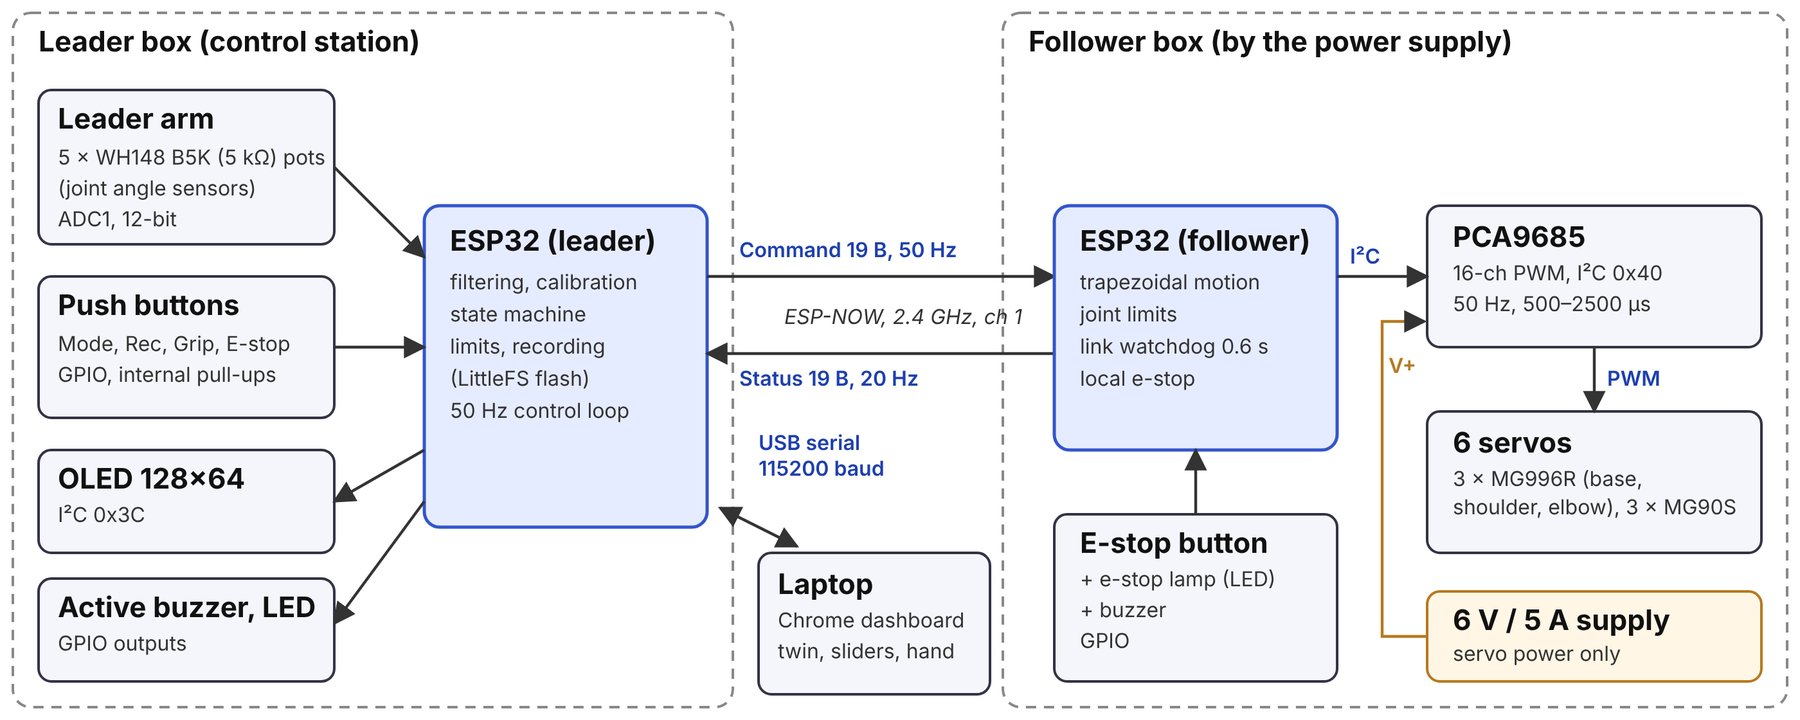 Leader box (control station)
Leader arm
5 × WH148 B5K (5 kΩ) pots
(joint angle sensors)
ADC1, 12-bit
Push buttons
Mode, Rec, Grip, E-stop
GPIO, internal pull-ups
OLED 128×64
I²C 0x3C
Active buzzer, LED
GPIO outputs
ESP32 (leader)
filtering, calibration
state machine
limits, recording
(LittleFS flash)
50 Hz control loop
Command 19 B, 50 Hz
ESP-NOW, 2.4 GHz, ch 1
Status 19 B, 20 Hz
USB serial
115200 baud
Laptop
Chrome dashboard
twin, sliders, hand
Follower box (by the power supply)
ESP32 (follower)
trapezoidal motion
joint limits
link watchdog 0.6 s
local e-stop
E-stop button
+ e-stop lamp (LED)
+ buzzer
GPIO
I²C
PCA9685
16-ch PWM, I²C 0x40
50 Hz, 500–2500 µs
V+
PWM
6 servos
3 × MG996R (base,
shoulder, elbow), 3 × MG90S
6 V / 5 A supply
servo power only